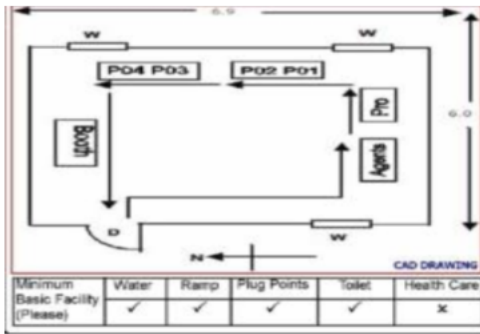 6.9
W
W
P04 P03
P02 P01
Pro
6.0
Booth
Agents
D
W
N
CAD DRAWING
Minimum Basic Facility (Please)
Water
Ramp
Plug Points
Toilet
Health Care
✓
✓
✓
✓
x